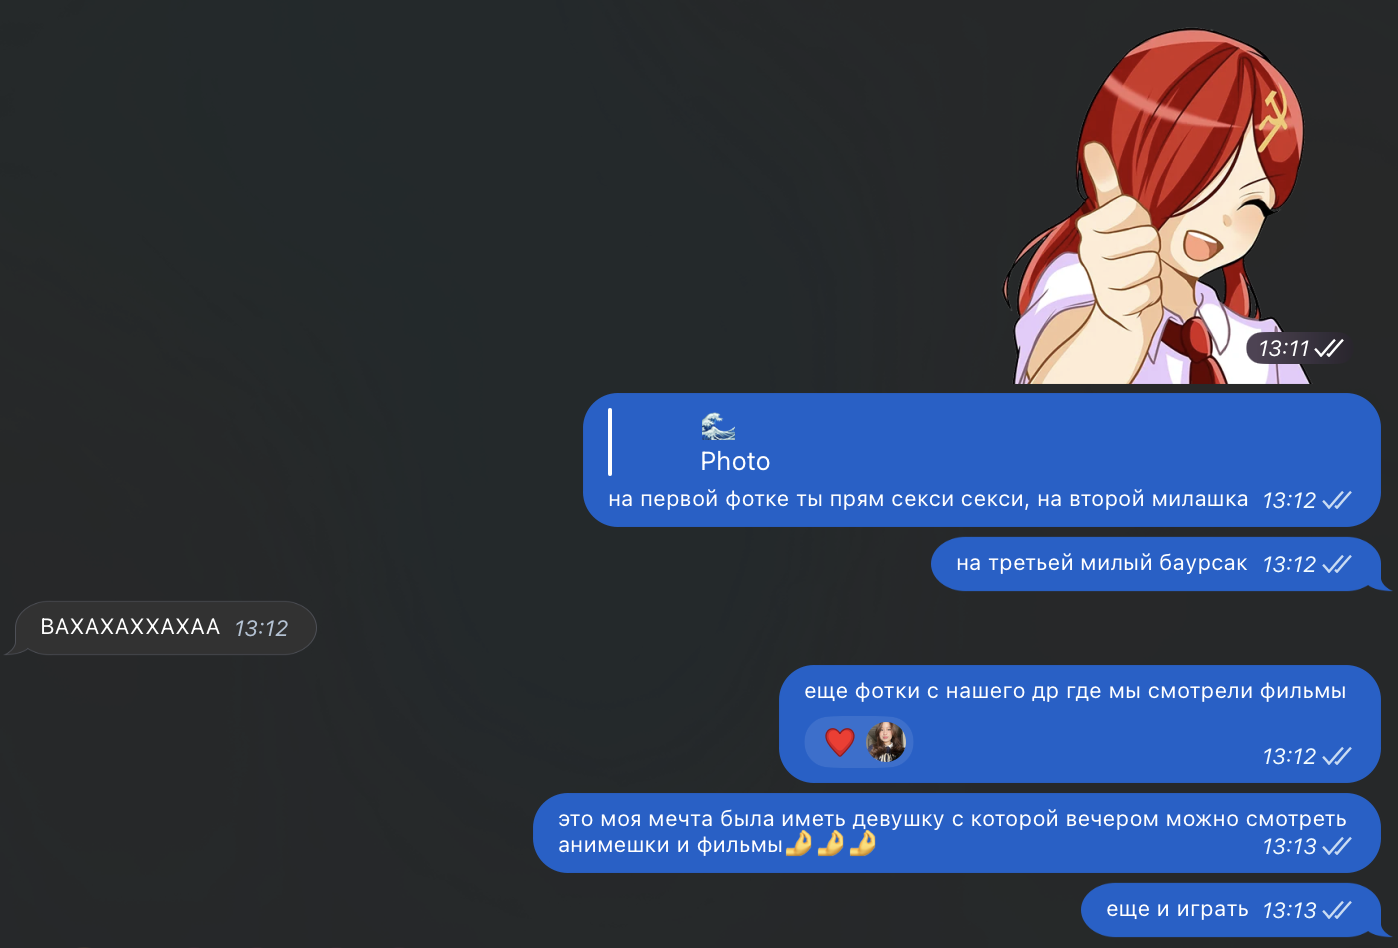 13:11
🌊
Photo
на первой фотке ты прям секси секси, на второй милашка 13:12
на третьей милый баурсак 13:12
ВАХАХАХХАХАА 13:12
еще фотки с нашего др где мы смотрели фильмы
❤️
13:12
это моя мечта была иметь девушку с которой вечером можно смотреть
анимешки и фильмы🤌🤌🤌 13:13
еще и играть 13:13